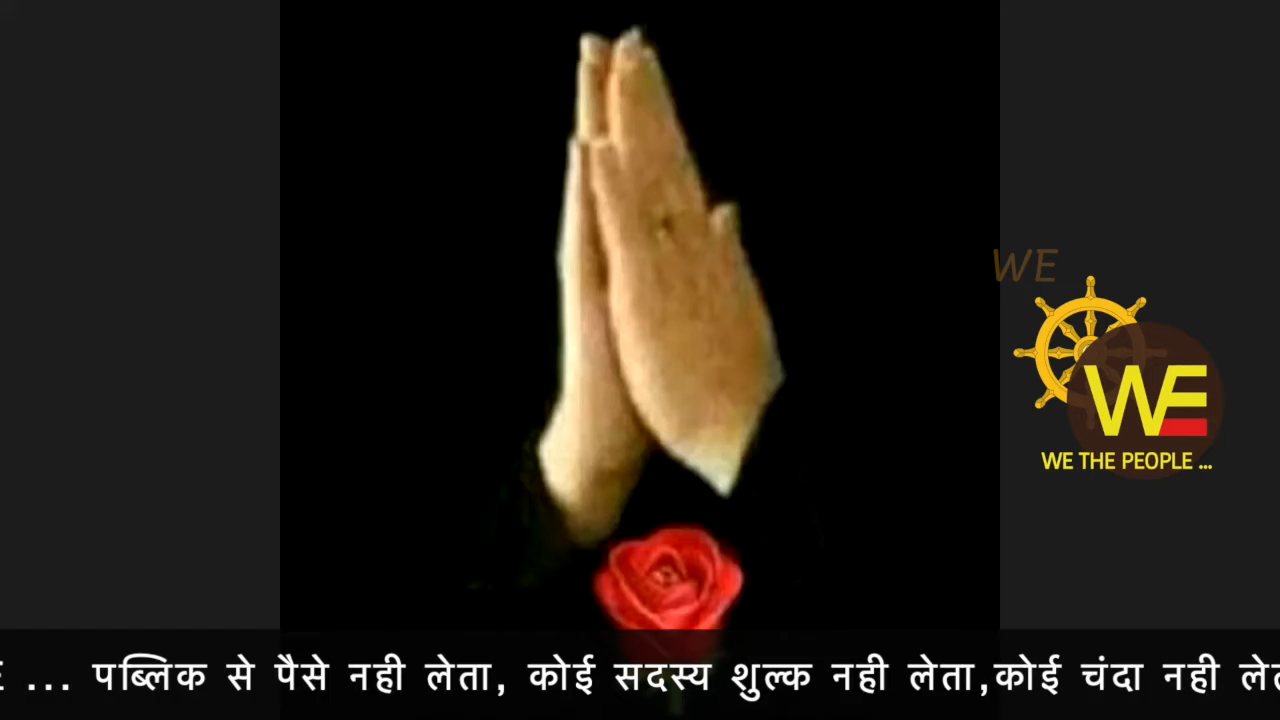 WE
WE
WE THE PEOPLE ...
... पब्लिक से पैसे नही लेता, कोई सदस्य शुल्क नही लेता,कोई चंदा नही